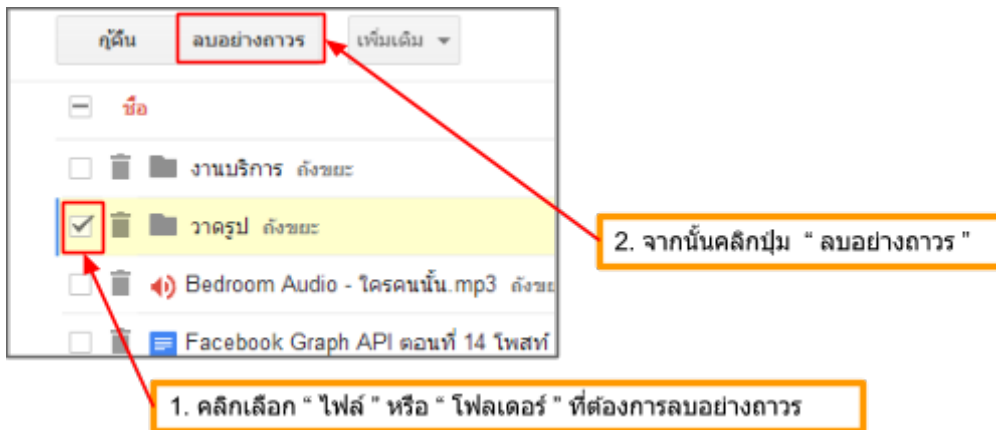 กู้คืน ลบอย่างถาวร เพิ่มเติม
ชื่อ
งานบริการ ถังขยะ
วาดรูป ถังขยะ
2. จากนั้นคลิกปุ่ม “ ลบอย่างถาวร ”
Bedroom Audio - ใครคนนั้น.mp3
Facebook Graph API ตอนที่ 14 โพสท์
1. คลิกเลือก “ ไฟล์ ” หรือ “ โฟลเดอร์ ” ที่ต้องการลบอย่างถาวร